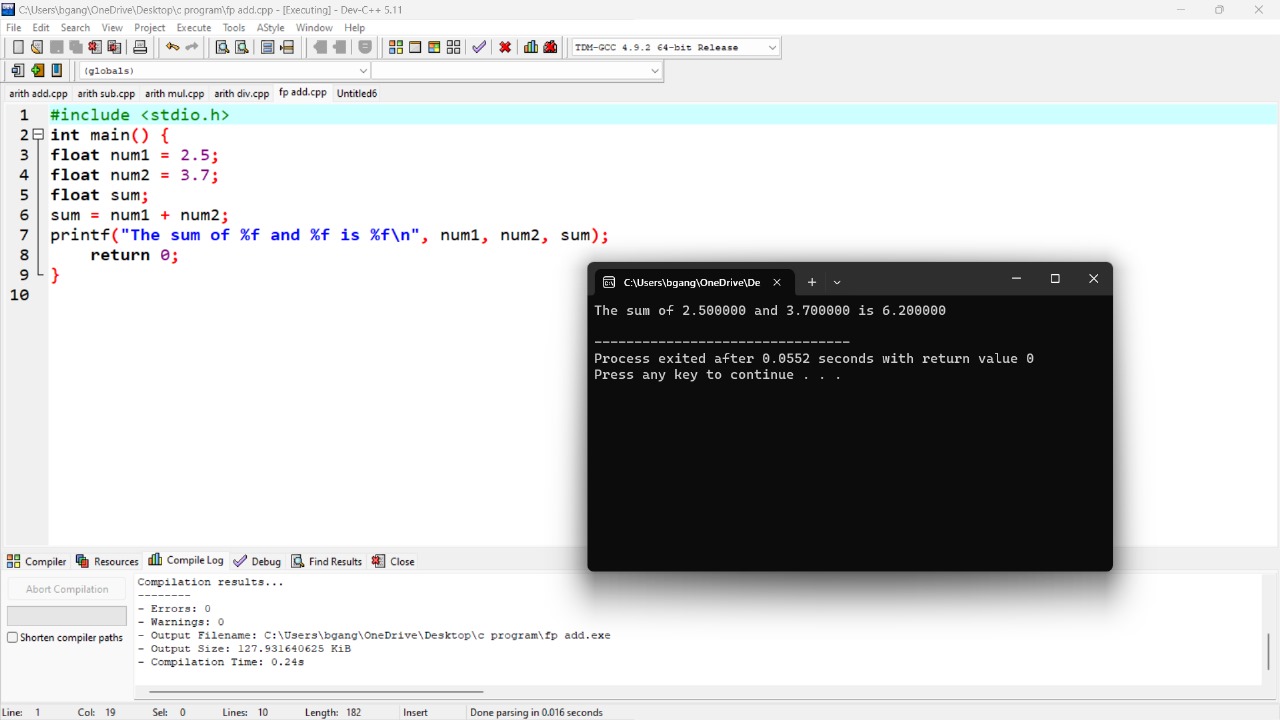 C:\Users\bgang\OneDrive\Desktop\c program\fp add.cpp - [Executing] - Dev-C++ 5.11
File Edit Search View Project Execute Tools AStyle Window Help
TDM-GCC 4.9.2 64-bit Release
(globals)
arith add.cpp arith sub.cpp arith mul.cpp arith div.cpp fp add.cpp Untitled6
1 #include <stdio.h>
2 int main() {
3 float num1 = 2.5;
4 float num2 = 3.7;
5 float sum;
6 sum = num1 + num2;
7 printf("The sum of %f and %f is %f\n", num1, num2, sum);
8     return 0;
9 }
10
C:\Users\bgang\OneDrive\De
The sum of 2.500000 and 3.700000 is 6.200000
--------------------------------
Process exited after 0.0552 seconds with return value 0
Press any key to continue . . .
Compiler Resources Compile Log Debug Find Results Close
Abort Compilation
Shorten compiler paths
Compilation results...
--------
- Errors: 0
- Warnings: 0
- Output Filename: C:\Users\bgang\OneDrive\Desktop\c program\fp add.exe
- Output Size: 127.931640625 KiB
- Compilation Time: 0.24s
Line: 1 Col: 19 Sel: 0 Lines: 10 Length: 182 Insert Done parsing in 0.016 seconds